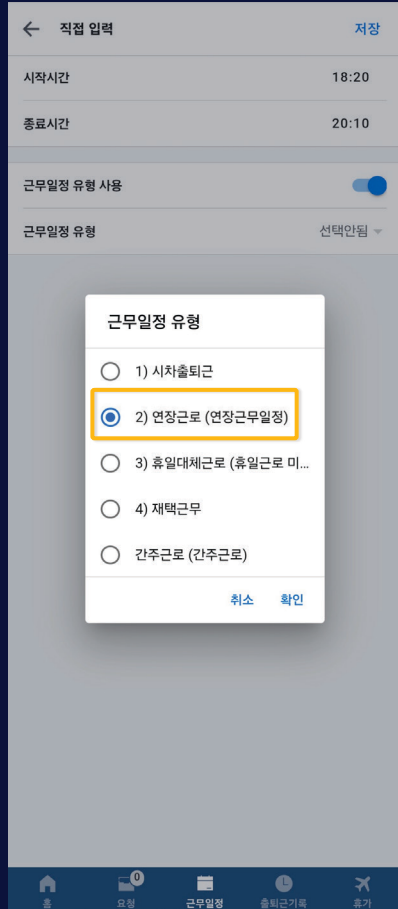 직접 입력
저장
시작시간
18:20
종료시간
20:10
근무일정 유형 사용
근무일정 유형
선택안됨
근무일정 유형
1) 시차출퇴근
2) 연장근로 (연장근무일정)
3) 휴일대체근로 (휴일근로 미...
4) 재택근무
간주근로 (간주근로)
취소
확인
0
홈
요청
근무일정
출퇴근기록
휴가